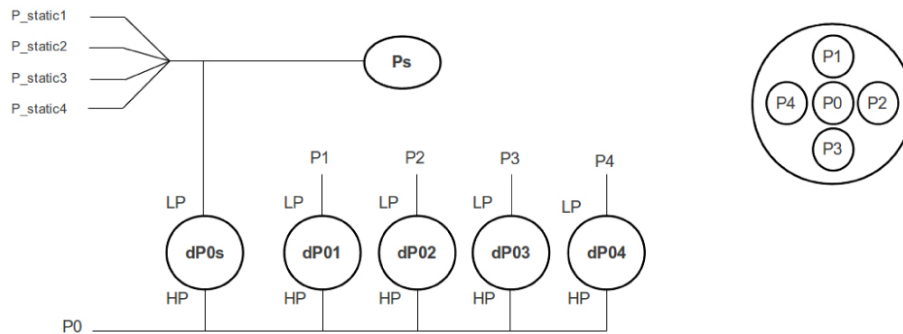 P_static1
P_static2
P_static3
P_static4
Ps
P1
P4 P0 P2
P3
P1 P2 P3 P4
LP LP LP LP LP
dP0s dP01 dP02 dP03 dP04
HP HP HP HP HP
P0